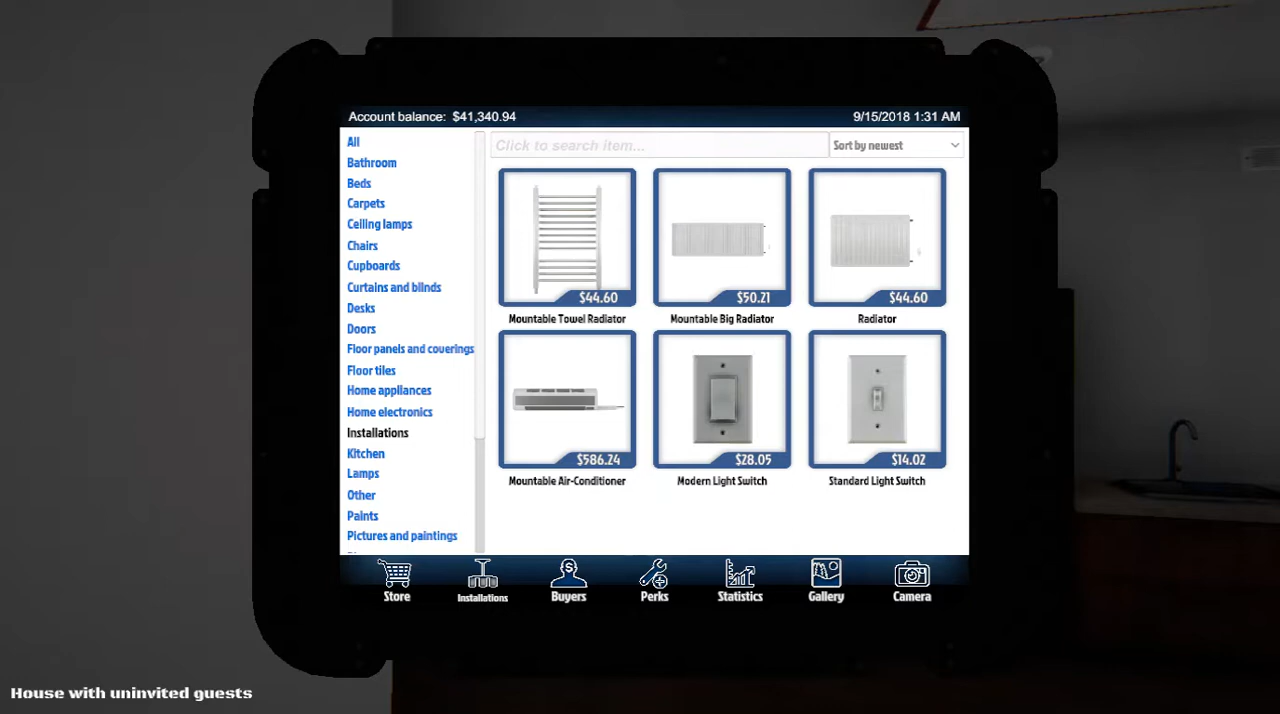 Account balance: $41,340.94
9/15/2018 1:31 AM
All
Bathroom
Beds
Carpets
Ceiling lamps
Chairs
Cupboards
Curtains and blinds
Desks
Doors
Floor panels and coverings
Floor tiles
Home appliances
Home electronics
Installations
Kitchen
Lamps
Other
Paints
Pictures and paintings
Click to search item...
Sort by newest
$44.60
$50.21
$44.60
Mountable Towel Radiator
Mountable Big Radiator
Radiator
$586.24
$28.05
$14.02
Mountable Air-Conditioner
Modern Light Switch
Standard Light Switch
Store
Installations
Buyers
Perks
Statistics
Gallery
Camera
House with uninvited guests